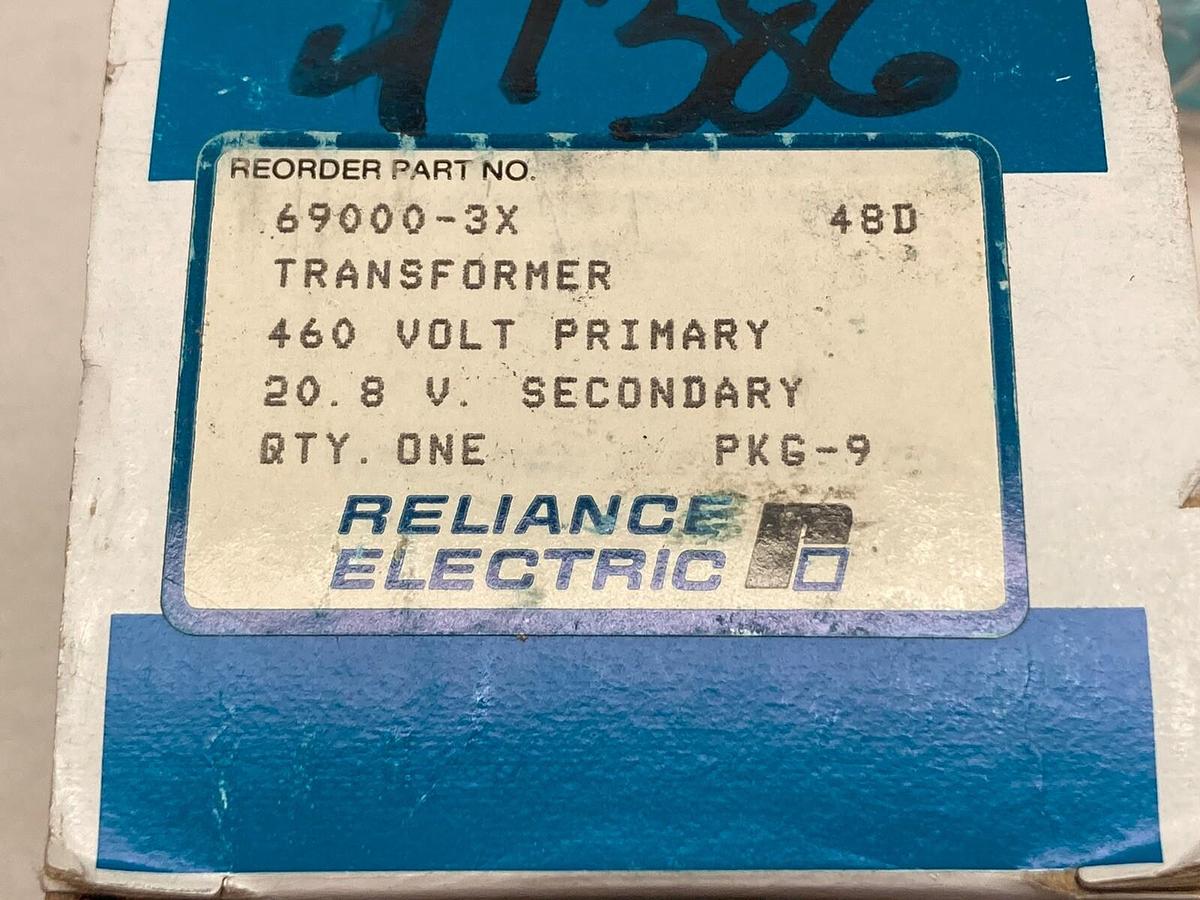 REORDER PART NO.
69000-3X 48D
TRANSFORMER
460 VOLT PRIMARY
20.8 V. SECONDARY
QTY. ONE PKG-9
RELIANCE
ELECTRIC